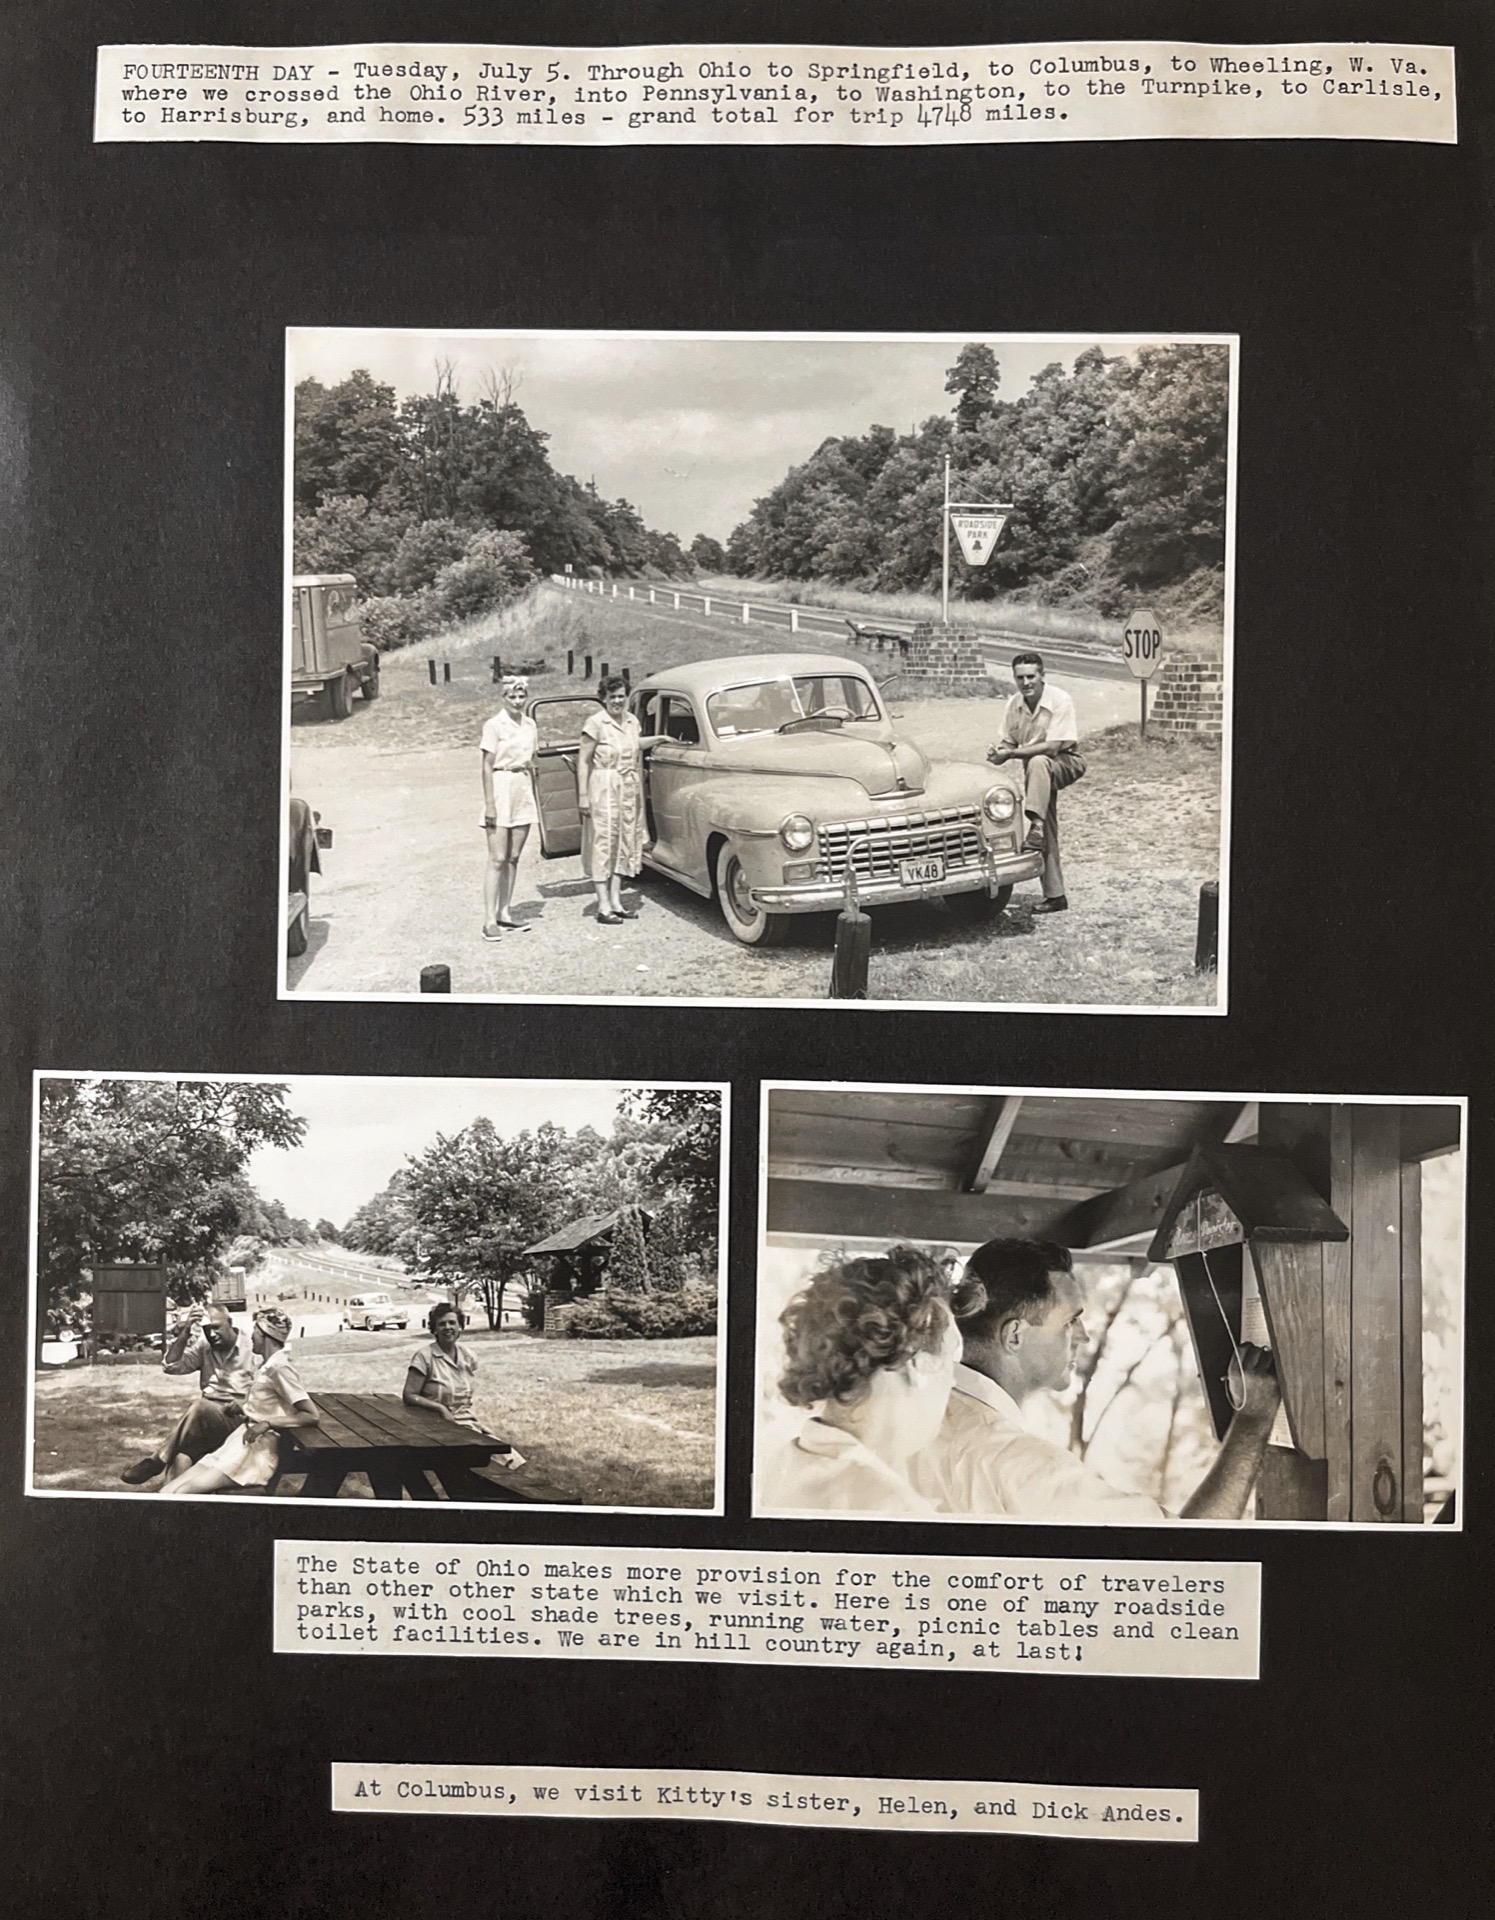 FOURTEENTH DAY - Tuesday, July 5. Through Ohio to Springfield, to Columbus, to Wheeling, W. Va.
where we crossed the Ohio River, into Pennsylvania, to Washington, to the Turnpike, to Carlisle,
to Harrisburg, and home. 533 miles - grand total for trip 4748 miles.
ROADSIDE
PARK
STOP
VK48
Register
The State of Ohio makes more provision for the comfort of travelers
than other other state which we visit. Here is one of many roadside
parks, with cool shade trees, running water, picnic tables and clean
toilet facilities. We are in hill country again, at last!
At Columbus, we visit Kitty's sister, Helen, and Dick Andes.